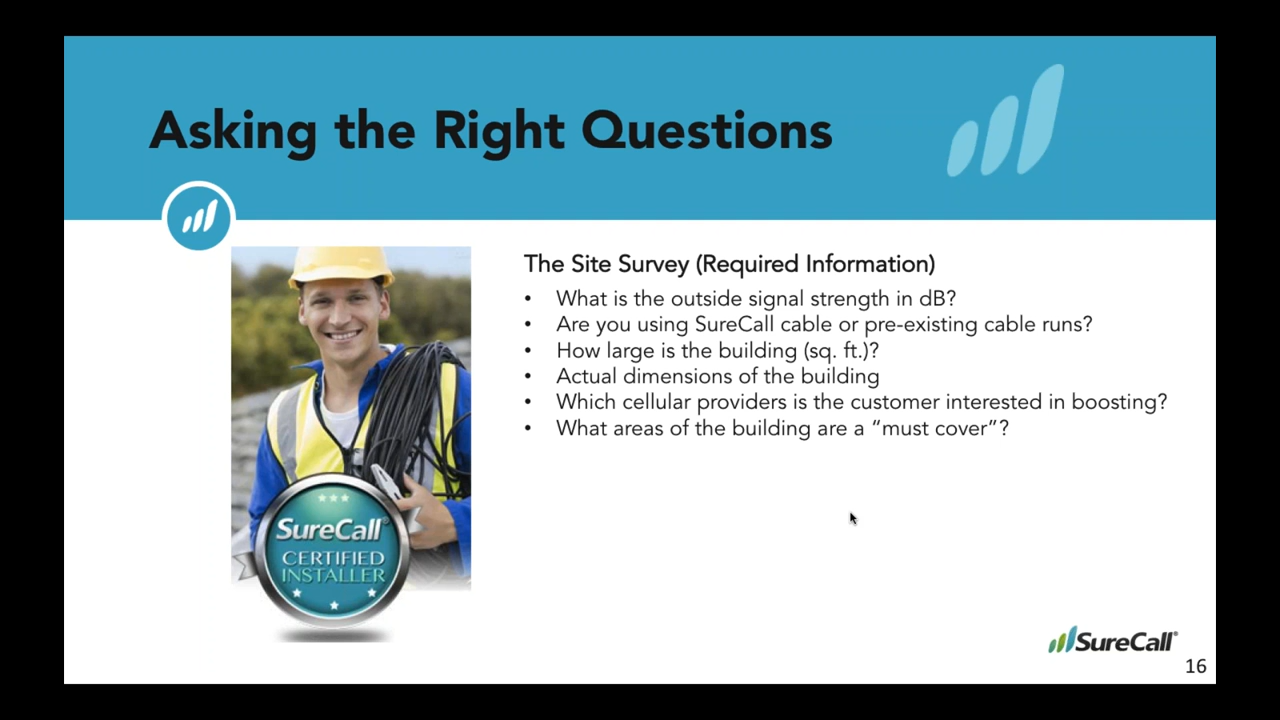 Asking the Right Questions
The Site Survey (Required Information)
• What is the outside signal strength in dB?
• Are you using SureCall cable or pre-existing cable runs?
• How large is the building (sq. ft.)?
• Actual dimensions of the building
• Which cellular providers is the customer interested in boosting?
• What areas of the building are a “must cover”?
SureCall®
CERTIFIED
INSTALLER
SureCall®
16